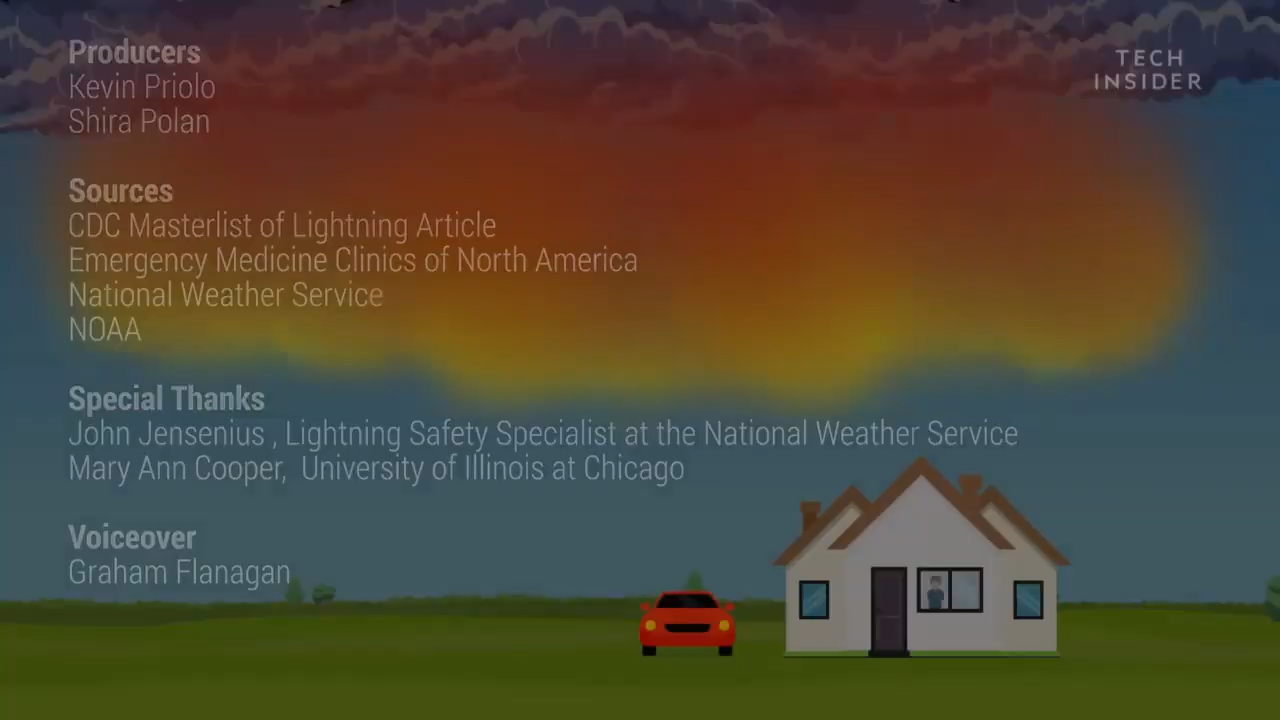 Producers
Kevin Priolo
Shira Polan
TECH
INSIDER
Sources
CDC Masterlist of Lightning Article
Emergency Medicine Clinics of North America
National Weather Service
NOAA
Special Thanks
John Jensenius , Lightning Safety Specialist at the National Weather Service
Mary Ann Cooper, University of Illinois at Chicago
Voiceover
Graham Flanagan